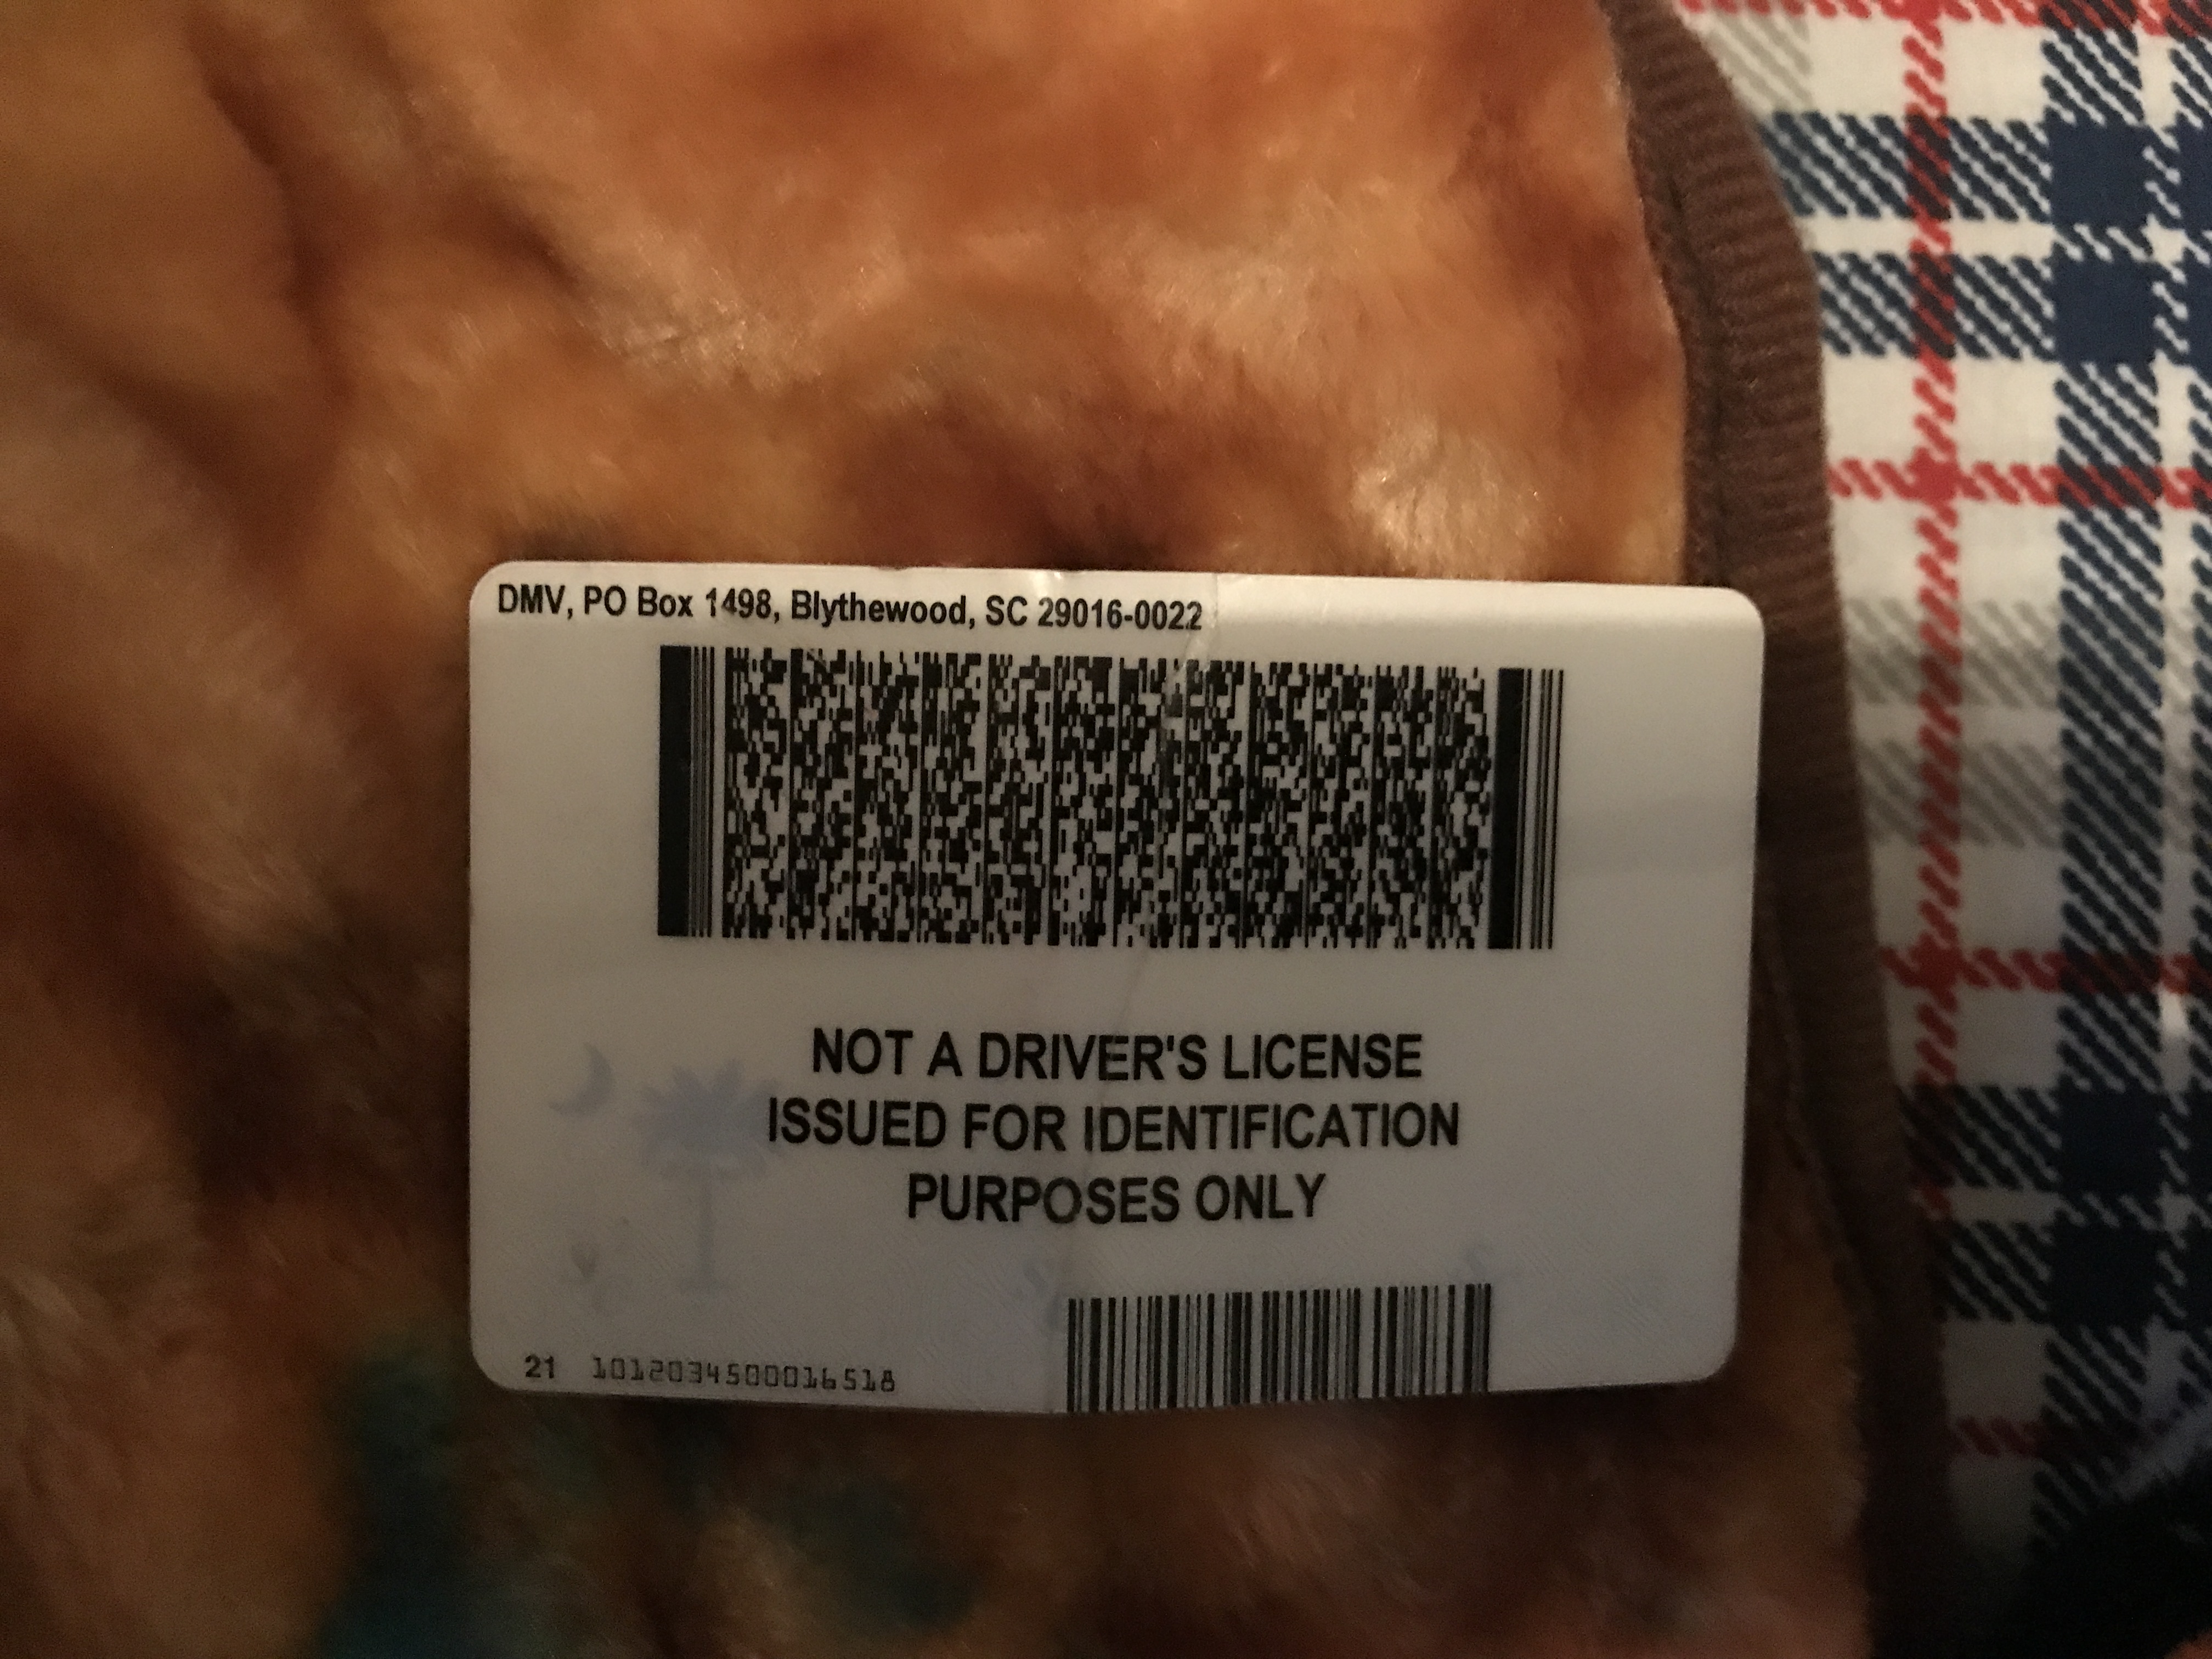 DMV, PO Box 1498, Blythewood, SC 29016-0022
NOT A DRIVER'S LICENSE
ISSUED FOR IDENTIFICATION
PURPOSES ONLY
21 1012034500016518